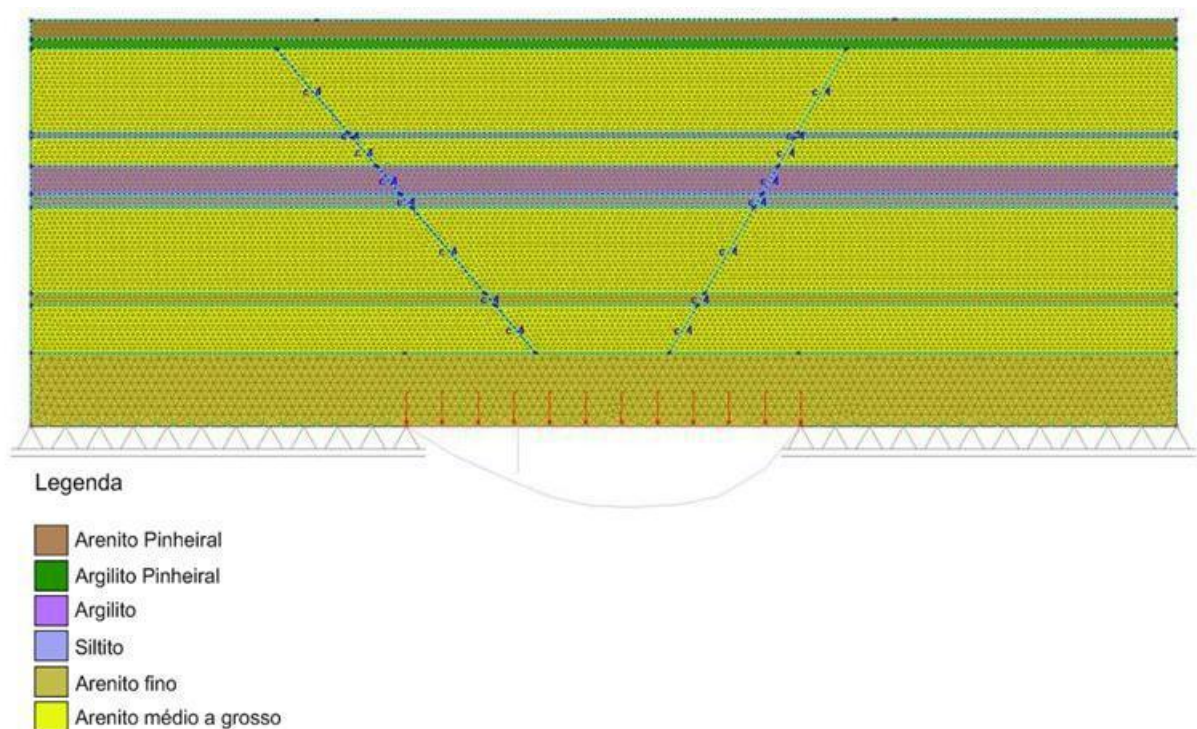 Legenda
Arenito Pinheiral
Argilito Pinheiral
Argilito
Siltito
Arenito fino
Arenito médio a grosso